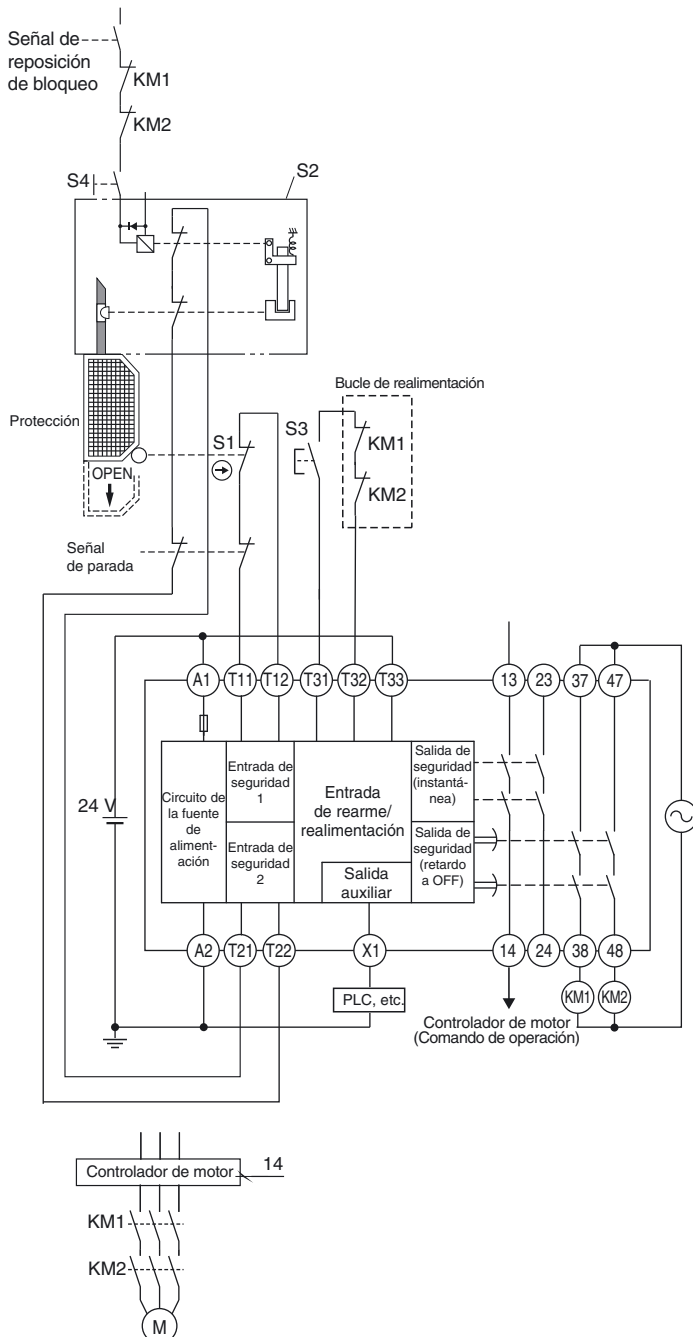 Señal de
reposición
de bloqueo
KM1
KM2
S4
S2
Protección
OPEN
Bucle de realimentación
S1
S3
KM1
KM2
Señal
de parada
A1
T11
T12
T31
T32
T33
13
23
37
47
24 V
Circuito de
la fuente
de
aliment-
ación
Entrada de
seguridad
1
Entrada de
seguridad
2
Entrada
de rearme/
realimentación
Salida
auxiliar
Salida de
seguridad
(instantá-
nea)
Salida de
seguridad
(retardo
a OFF)
A2
T21
T22
X1
14
24
38
48
PLC, etc.
KM1
KM2
Controlador de motor
(Comando de operación)
Controlador de motor
14
KM1
KM2
M